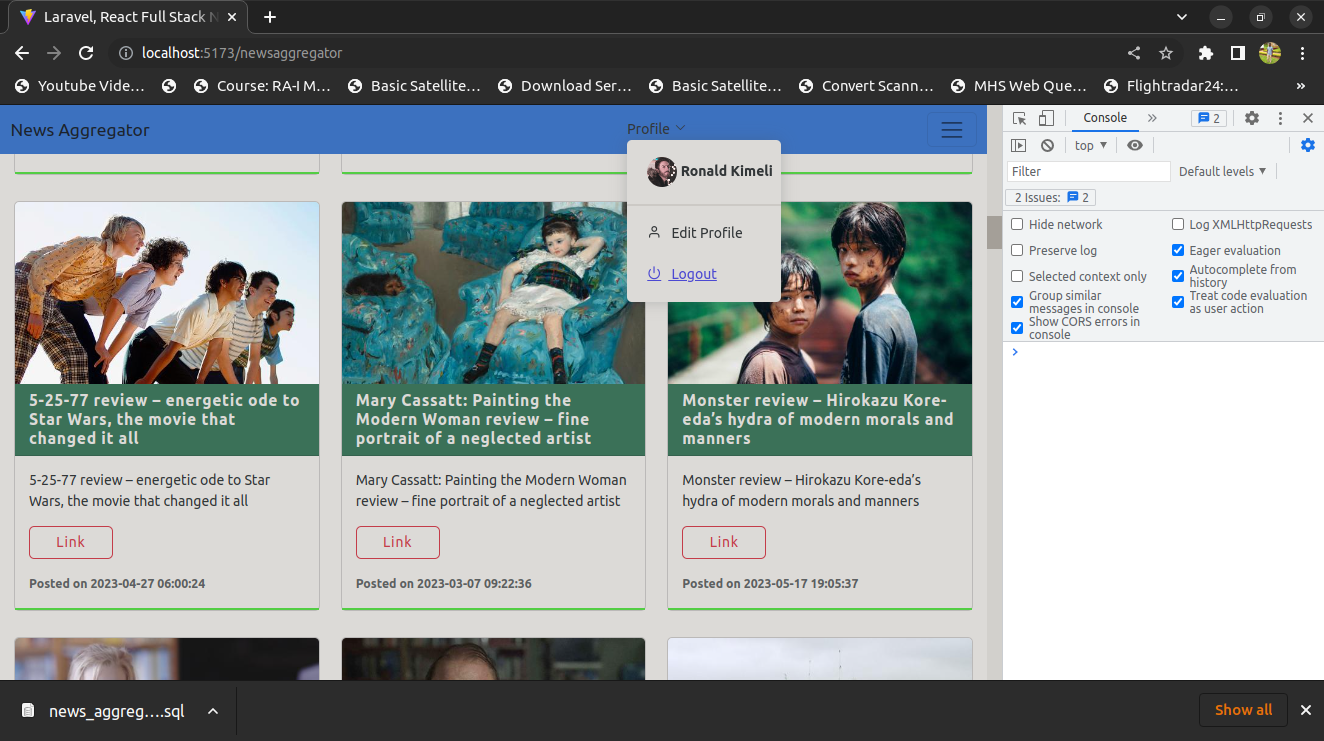 Laravel, React Full Stack N
localhost:5173/newsaggregator
Youtube Vide…
Course: RA-I M…
Basic Satellite…
Download Ser…
Basic Satellite…
Convert Scann…
MHS Web Que…
Flightradar24:…
»
News Aggregator
Profile
Ronald Kimeli
Edit Profile
Logout
5-25-77 review – energetic ode to
Star Wars, the movie that
changed it all
5-25-77 review – energetic ode to Star
Wars, the movie that changed it all
Link
Posted on 2023-04-27 06:00:24
Mary Cassatt: Painting the
Modern Woman review – fine
portrait of a neglected artist
Mary Cassatt: Painting the Modern Woman
review – fine portrait of a neglected artist
Link
Posted on 2023-03-07 09:22:36
Monster review – Hirokazu Kore-
eda’s hydra of modern morals and
manners
Monster review – Hirokazu Kore-eda’s
hydra of modern morals and manners
Link
Posted on 2023-05-17 19:05:37
Console
»
2
top
Filter
Default levels
2 Issues: 2
Hide network
Log XMLHttpRequests
Preserve log
Eager evaluation
Selected context only
Autocomplete from
history
Group similar
messages in console
Treat code evaluation
as user action
Show CORS errors in
console
news_aggreg….sql
Show all